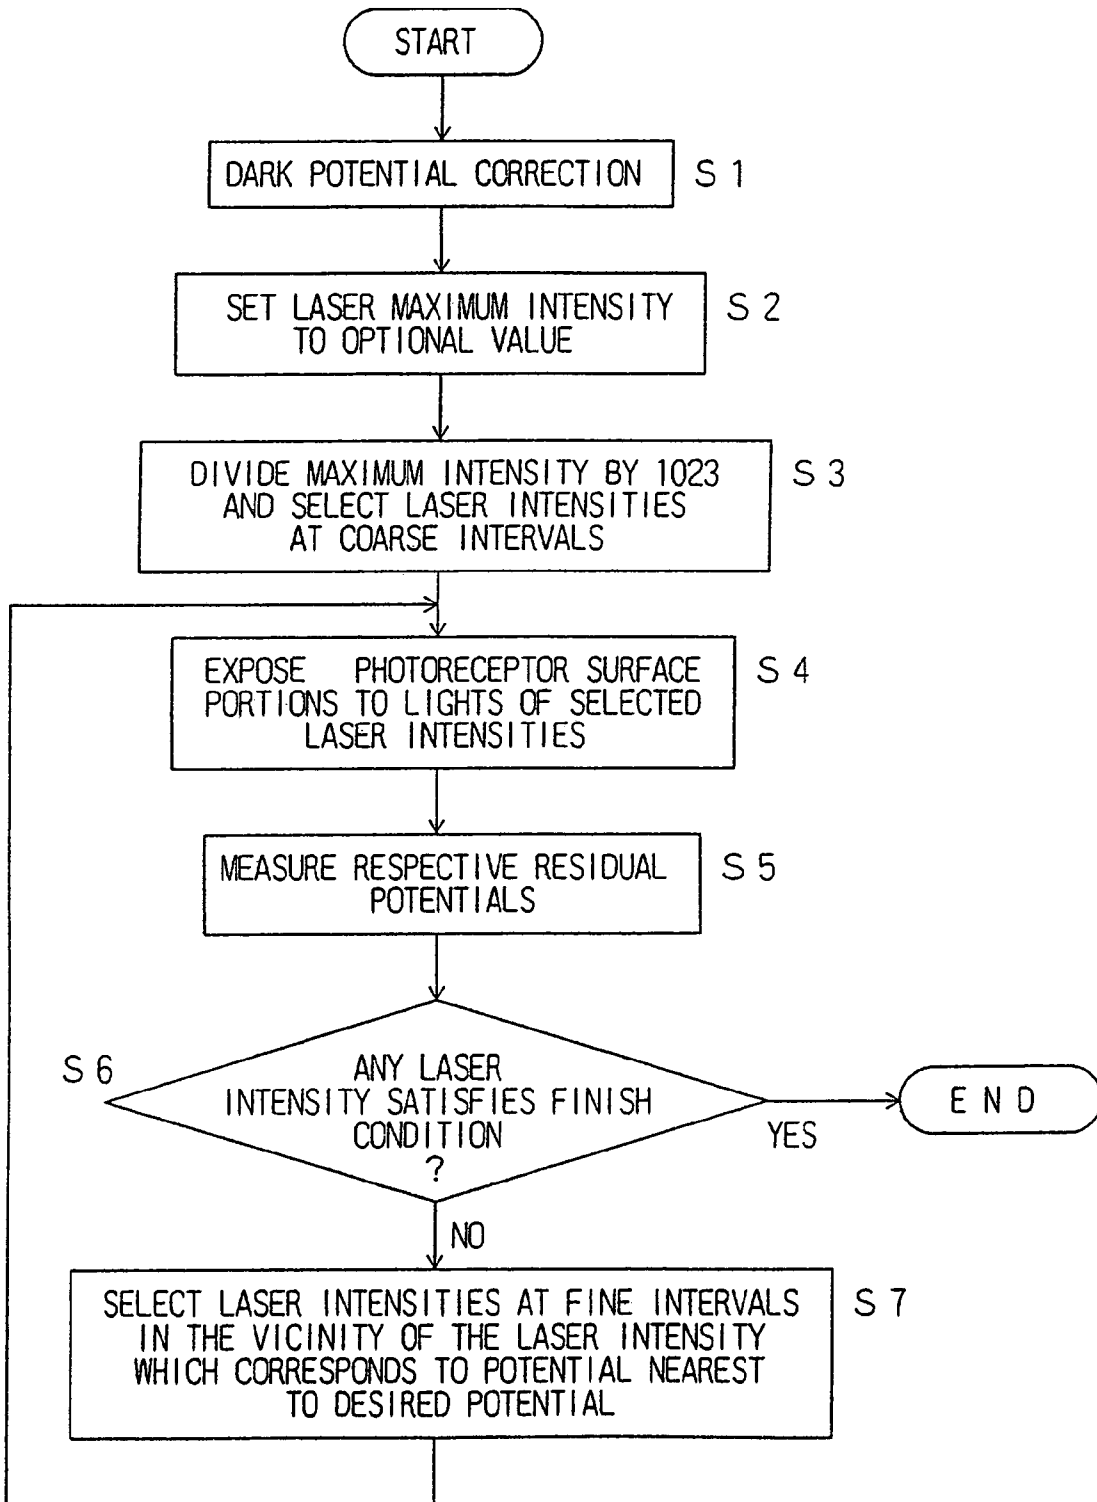 START
DARK POTENTIAL CORRECTION
S 1
SET LASER MAXIMUM INTENSITY
TO OPTIONAL VALUE
S 2
DIVIDE MAXIMUM INTENSITY BY 1023
AND SELECT LASER INTENSITIES
AT COARSE INTERVALS
S 3
EXPOSE PHOTORECEPTOR SURFACE
PORTIONS TO LIGHTS OF SELECTED
LASER INTENSITIES
S 4
MEASURE RESPECTIVE RESIDUAL
POTENTIALS
S 5
S 6
ANY LASER
INTENSITY SATISFIES FINISH
CONDITION
?
YES
END
NO
SELECT LASER INTENSITIES AT FINE INTERVALS
IN THE VICINITY OF THE LASER INTENSITY
WHICH CORRESPONDS TO POTENTIAL NEAREST
TO DESIRED POTENTIAL
S 7